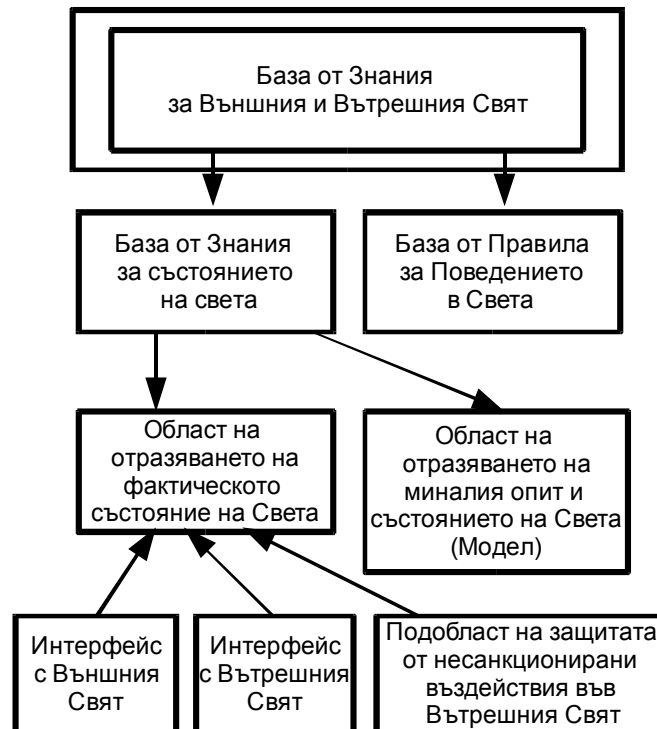 База от Знания
за Външния и Вътрешния Свят
База от Знания
за състоянието
на света
База от Правила
за Поведението
в Света
Област на
отразяването на
фактическото
състояние на Света
Област на
отразяването на
миналия опит и
състоянието на Света
(Модел)
Интерфейс
с Външния
Свят
Интерфейс
с Вътрешния
Свят
Подобласт на защитата
от несанкционирани
въздействия във
Вътрешния Свят